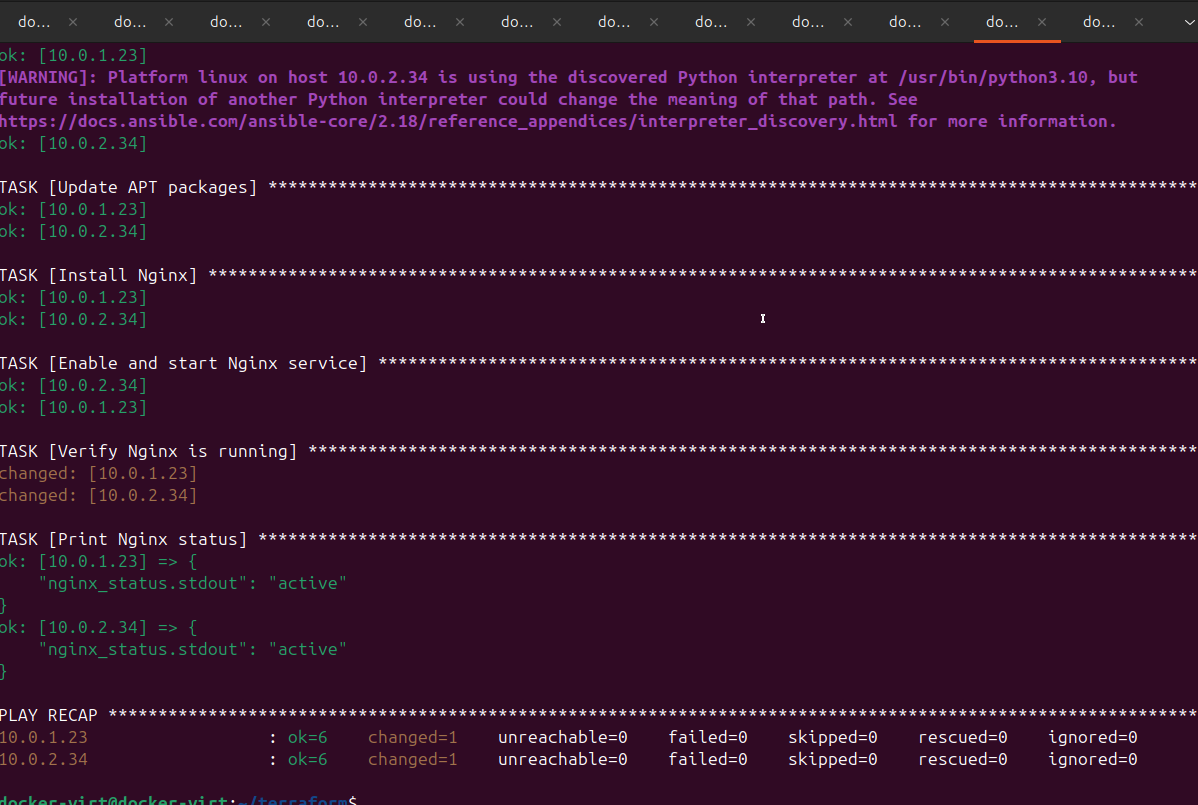 do... × do... × do... × do... × do... × do... × do... × do... × do... × do... × do... × do... ×
ok: [10.0.1.23]
[WARNING]: Platform linux on host 10.0.2.34 is using the discovered Python interpreter at /usr/bin/python3.10, but
future installation of another Python interpreter could change the meaning of that path. See
https://docs.ansible.com/ansible-core/2.18/reference_appendices/interpreter_discovery.html for more information.
ok: [10.0.2.34]
TASK [Update APT packages] *********************************************************************************************
ok: [10.0.1.23]
ok: [10.0.2.34]
TASK [Install Nginx] ***************************************************************************************************
ok: [10.0.1.23]
ok: [10.0.2.34]
TASK [Enable and start Nginx service] **********************************************************************************
ok: [10.0.2.34]
ok: [10.0.1.23]
TASK [Verify Nginx is running] *****************************************************************************************
changed: [10.0.1.23]
changed: [10.0.2.34]
TASK [Print Nginx status] **********************************************************************************************
ok: [10.0.1.23] => {
    "nginx_status.stdout": "active"
}
ok: [10.0.2.34] => {
    "nginx_status.stdout": "active"
}
PLAY RECAP *************************************************************************************************************
10.0.1.23                  : ok=6    changed=1    unreachable=0    failed=0    skipped=0    rescued=0    ignored=0
10.0.2.34                  : ok=6    changed=1    unreachable=0    failed=0    skipped=0    rescued=0    ignored=0
docker-virt@docker-virt:~/terraform$